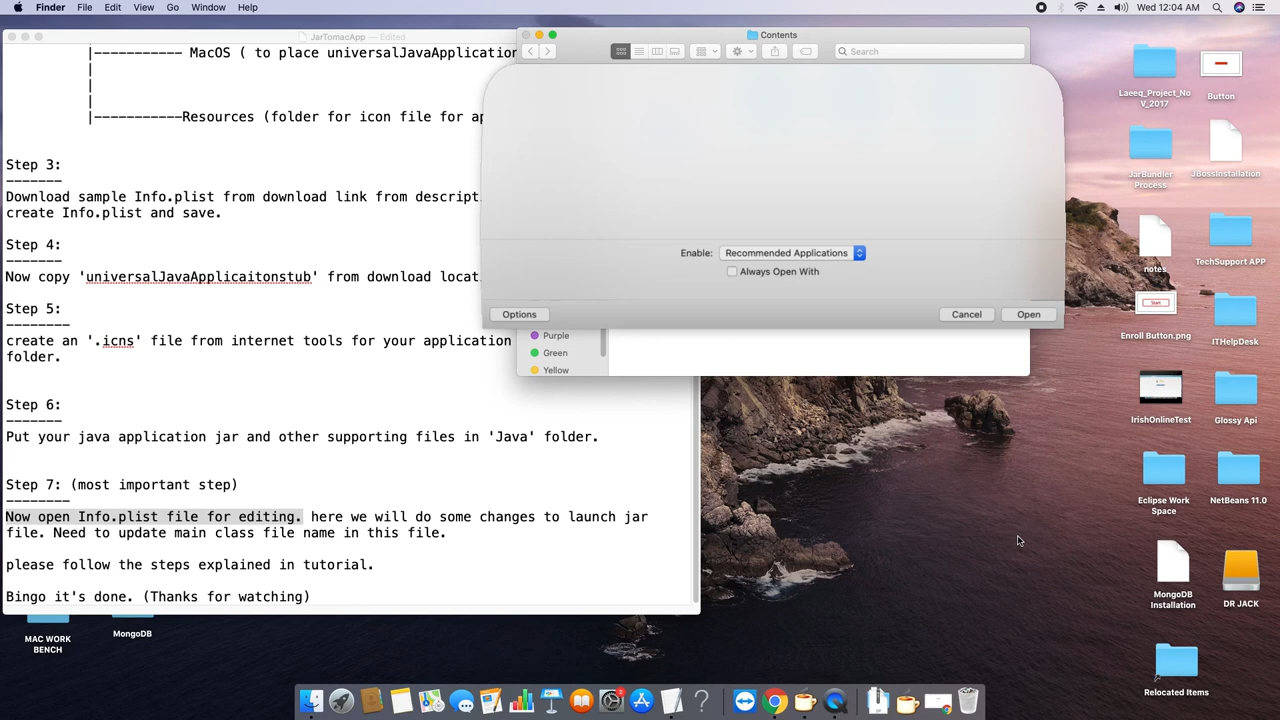 Finder File Edit View Go Window Help
Wed 12:04 AM
JarTomacApp — Edited
|----------- MacOS ( to place universalJavaApplication
|
|
|
|-----------Resources (folder for icon file for ap
Step 3:
-------
Download sample Info.plist from download link from descript
create Info.plist and save.
Step 4:
-------
Now copy 'universalJavaApplicaitonstub' from download locat
Step 5:
--------
create an '.icns' file from internet tools for your application
folder.
Step 6:
-------
Put your java application jar and other supporting files in 'Java' folder.
Step 7: (most important step)
--------
Now open Info.plist file for editing. here we will do some changes to launch jar
file. Need to update main class file name in this file.
please follow the steps explained in tutorial.
Bingo it's done. (Thanks for watching)
Contents
Search
Enable: Recommended Applications
Always Open With
Options
Cancel
Open
Purple
Green
Yellow
Laeeq_Project_No
V_2017
Button
JarBundler
Process
JBossInstallation
notes
TechSupport APP
Start
Enroll Button.png
ITHelpDesk
IrishOnlineTest
Glossy Api
Eclipse Work
Space
NetBeans 11.0
MongoDB
Installation
DR JACK
Relocated Items
MAC WORK
BENCH
MongoDB
2